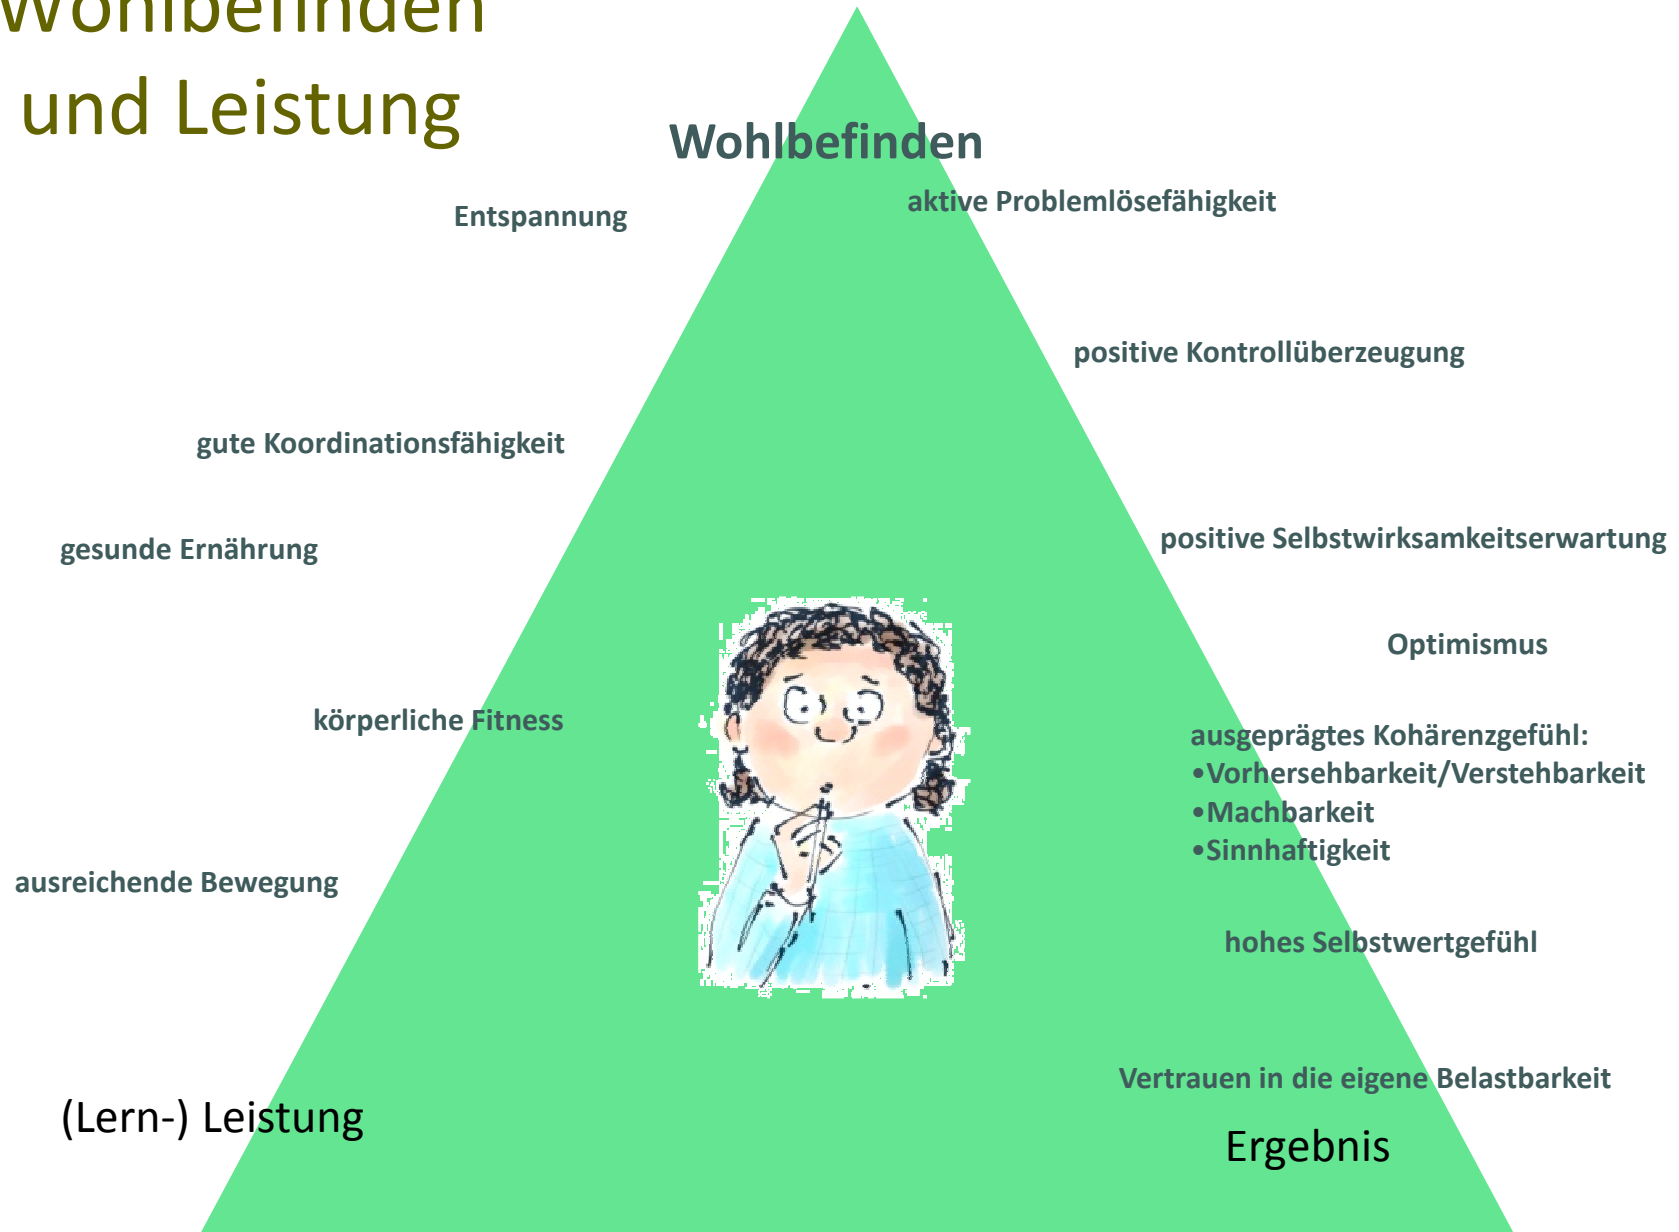 Wohlbefinden
und Leistung
Wohlbefinden
Entspannung
aktive Problemlösefähigkeit
positive Kontrollüberzeugung
gute Koordinationsfähigkeit
gesunde Ernährung
positive Selbstwirksamkeitserwartung
Optimismus
körperliche Fitness
ausgeprägtes Kohärenzgefühl:
•Vorhersehbarkeit/Verstehbarkeit
•Machbarkeit
•Sinnhaftigkeit
ausreichende Bewegung
hohes Selbstwertgefühl
Vertrauen in die eigene Belastbarkeit
(Lern-) Leistung
Ergebnis